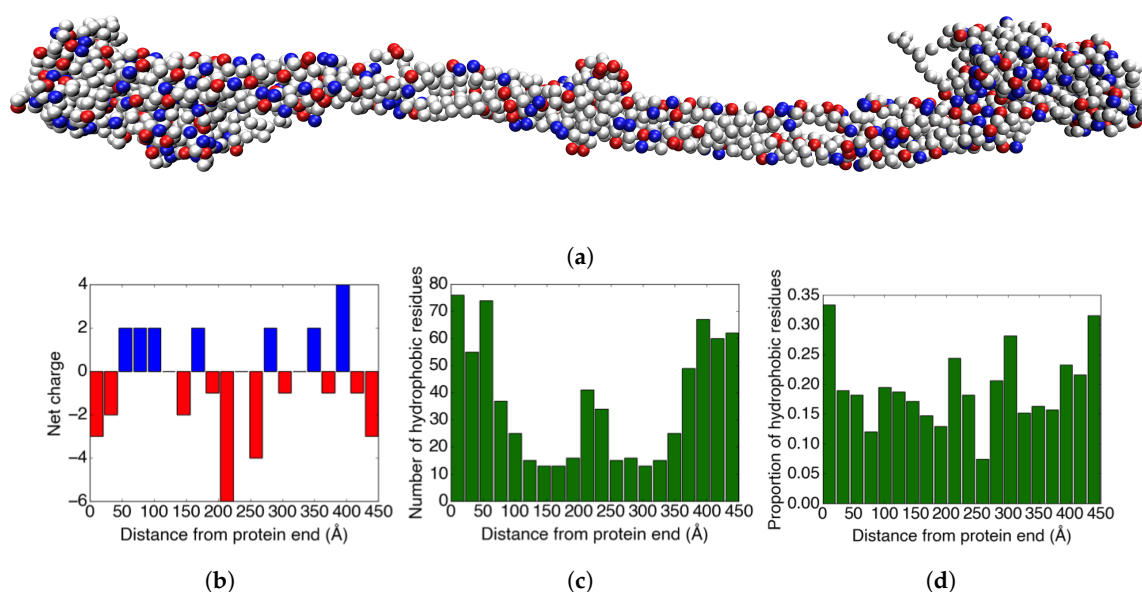 (a)
Net charge
4
2
0
−2
−4
−6
0 50 100 150 200 250 300 350 400 450
Distance from protein end (Å)
(b)
Number of hydrophobic residues
80
70
60
50
40
30
20
10
0
0 50 100 150 200 250 300 350 400 450
Distance from protein end (Å)
(c)
Proportion of hydrophobic residues
0.35
0.30
0.25
0.20
0.15
0.10
0.05
0.00
0 50 100 150 200 250 300 350 400 450
Distance from protein end (Å)
(d)